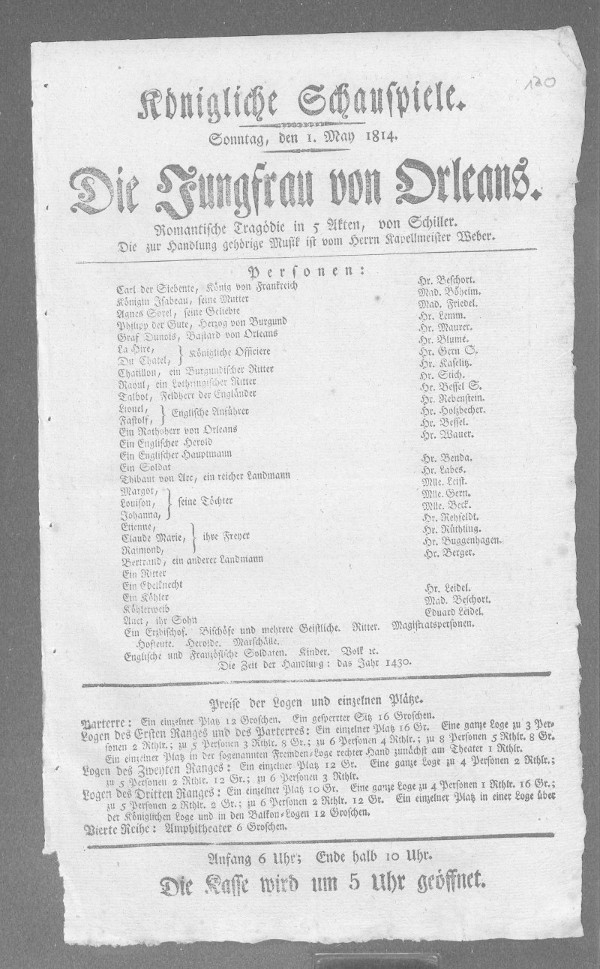 130
Königliche Schauspiele.
Sonntag, den 1. May 1814.
Die Jungfrau von Orleans.
Romantische Tragödie in 5 Akten, von Schiller.
Die zur Handlung gehörige Musik ist vom Herrn Kapellmeister Weber.
Personen:
Carl der Siebente, König von Frankreich Hr. Beschort.
Königin Isabeau, seine Mutter Mad. Böheim.
Agnes Sorel, seine Geliebte Mad. Friedel.
Philipp der Gute, Herzog von Burgund Hr. Lemm.
Graf Dunois, Bastard von Orleans Hr. Maurer.
La Hire, Hr. Blume.
Du Chatel, } Königliche Officiere Hr. Gern S.
Chatillon, ein Burgundischer Ritter Hr. Kaselitz.
Raoul, ein Lothringischer Ritter Hr. Stich.
Talbot, Feldherr der Engländer Hr. Bessel S.
Lionel, Hr. Rebenstein.
Fastolf, } Englische Anführer Hr. Holzbecher.
Ein Rathsherr von Orleans Hr. Bessel.
Ein Englischer Herold Hr. Wauer.
Ein Englischer Hauptmann
Ein Soldat Hr. Benda.
Thibaut von Arc, ein reicher Landmann Hr. Labes.
Margot, Mlle. Leist.
Louison, } seine Töchter Mlle. Gern.
Johanna, Mlle. Beck.
Etienne, Hr. Rehfeldt.
Claude Marie, } ihre Freyer Hr. Rüthling.
Raimond, Hr. Buggenhagen.
Bertrand, ein anderer Landmann Hr. Berger.
Ein Ritter
Ein Edelknecht
Ein Köhler Hr. Leidel.
Köhlerweib Mad. Beschort.
Anet, ihr Sohn Eduard Leidel.
Ein Erzbischof. Bischöfe und mehrere Geistliche. Ritter. Magistratspersonen.
Hofleute. Herolde. Marschälle.
Englische und Französische Soldaten. Kinder. Volk ꝛc.
Die Zeit der Handlung: das Jahr 1430.
Preise der Logen und einzelnen Plätze.
Parterre: Ein einzelner Platz 12 Groschen. Ein gesperrter Sitz 16 Groschen.
Logen des Ersten Ranges und des Parterres: Ein einzelner Platz 16 Gr. Eine ganze Loge zu 3 Per-
sonen 2 Rthlr.; zu 5 Personen 3 Rthlr. 8 Gr.; zu 6 Personen 4 Rthlr.; zu 8 Personen 5 Rthlr. 8 Gr.
Ein einzelner Platz in der sogenannten Fremden-Loge rechter Hand zunächst am Theater 1 Rthlr.
Logen des Zweyten Ranges: Ein einzelner Platz 12 Gr. Eine ganze Loge zu 4 Personen 2 Rthlr.;
zu 5 Personen 2 Rthlr. 12 Gr.; zu 6 Personen 3 Rthlr.
Logen des Dritten Ranges: Ein einzelner Platz 10 Gr. Eine ganze Loge zu 4 Personen 1 Rthlr. 16 Gr.;
zu 5 Personen 2 Rthlr. 2 Gr.; zu 6 Personen 2 Rthlr. 12 Gr. Ein einzelner Platz in einer Loge über
der Königlichen Loge und in den Balkon-Logen 12 Groschen.
Vierte Reihe: Amphitheater 6 Groschen.
Anfang 6 Uhr; Ende halb 10 Uhr.
Die Kasse wird um 5 Uhr geöffnet.